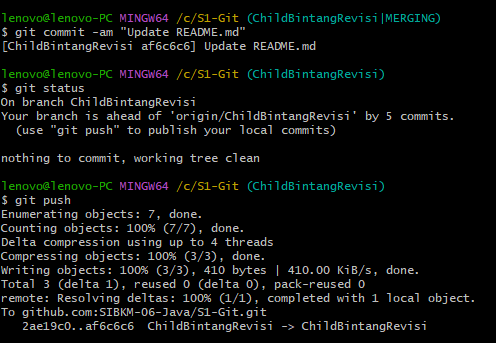 lenovo@lenovo-PC MINGW64 /c/S1-Git (ChildBintangRevisi|MERGING)
$ git commit -am "Update README.md"
[ChildBintangRevisi af6c6c6] Update README.md

lenovo@lenovo-PC MINGW64 /c/S1-Git (ChildBintangRevisi)
$ git status
On branch ChildBintangRevisi
Your branch is ahead of 'origin/ChildBintangRevisi' by 5 commits.
  (use "git push" to publish your local commits)

nothing to commit, working tree clean

lenovo@lenovo-PC MINGW64 /c/S1-Git (ChildBintangRevisi)
$ git push
Enumerating objects: 7, done.
Counting objects: 100% (7/7), done.
Delta compression using up to 4 threads
Compressing objects: 100% (3/3), done.
Writing objects: 100% (3/3), 410 bytes | 410.00 KiB/s, done.
Total 3 (delta 1), reused 0 (delta 0), pack-reused 0
remote: Resolving deltas: 100% (1/1), completed with 1 local object.
To github.com:SIBKM-06-Java/S1-Git.git
   2ae19c0..af6c6c6  ChildBintangRevisi -> ChildBintangRevisi